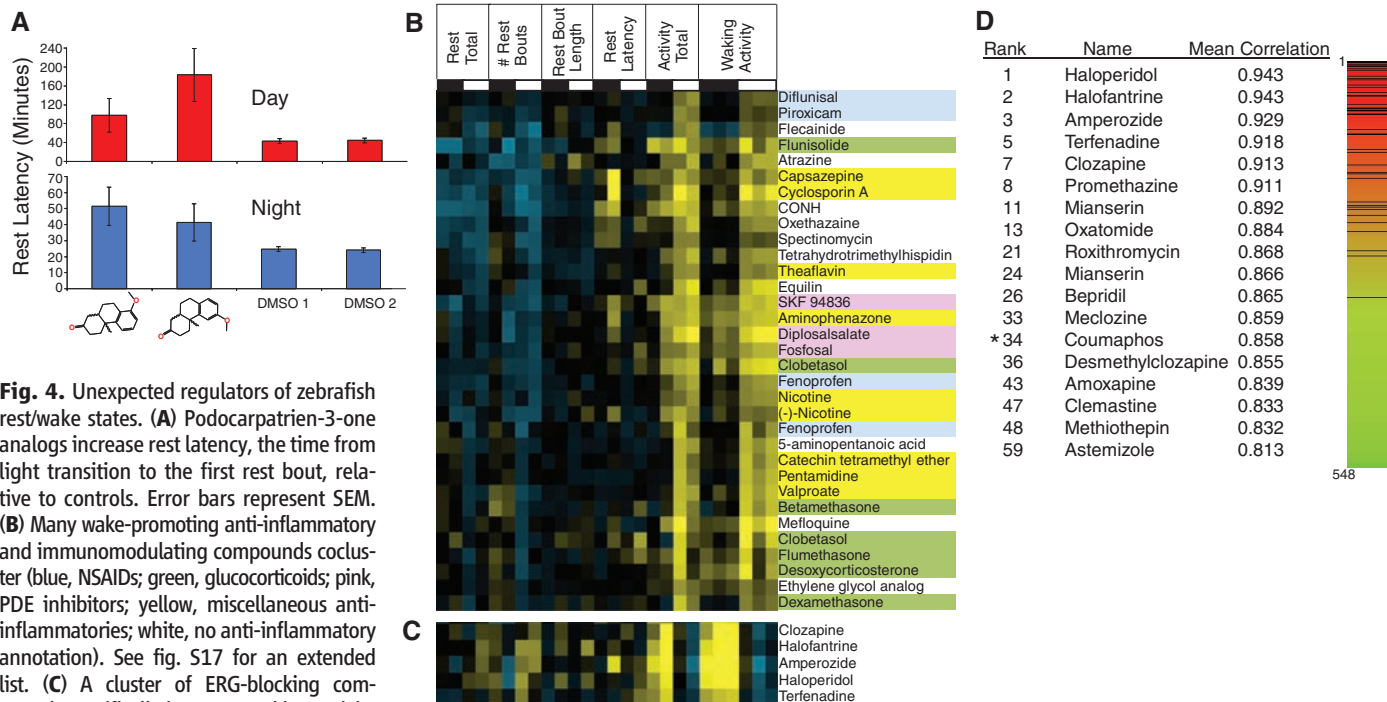 A
Rest Latency (Minutes)
240
200
160
120
80
40
0
Day
70
60
50
40
30
20
10
0
Night
DMSO 1
DMSO 2
Fig. 4. Unexpected regulators of zebrafish
rest/wake states. (A) Podocarpatrien-3-one
analogs increase rest latency, the time from
light transition to the first rest bout, rela-
tive to controls. Error bars represent SEM.
(B) Many wake-promoting anti-inflammatory
and immunomodulating compounds coclus-
ter (blue, NSAIDs; green, glucocorticoids; pink,
PDE inhibitors; yellow, miscellaneous anti-
inflammatories; white, no anti-inflammatory
annotation). See fig. S17 for an extended
list. (C) A cluster of ERG-blocking com-
B
Rest Total
# Rest Bouts
Rest Bout Length
Rest Latency
Activity Total
Waking Activity
Diflunisal
Piroxicam
Flecainide
Flunisolide
Atrazine
Capsazepine
Cyclosporin A
CONH
Oxethazaine
Spectinomycin
Tetrahydrotrimethylhispidin
Theaflavin
Equilin
SKF 94836
Aminophenazone
Diplosalsalate
Fosfosal
Clobetasol
Fenoprofen
Nicotine
(-)-Nicotine
Fenoprofen
5-aminopentanoic acid
Catechin tetramethyl ether
Pentamidine
Valproate
Betamethasone
Mefloquine
Clobetasol
Flumethasone
Desoxycorticosterone
Ethylene glycol analog
Dexamethasone
C
Clozapine
Halofantrine
Amperozide
Haloperidol
Terfenadine
D
Rank Name Mean Correlation
1 Haloperidol 0.943
2 Halofantrine 0.943
3 Amperozide 0.929
5 Terfenadine 0.918
7 Clozapine 0.913
8 Promethazine 0.911
11 Mianserin 0.892
13 Oxatomide 0.884
21 Roxithromycin 0.868
24 Mianserin 0.866
26 Bepridil 0.865
33 Meclozine 0.859
*34 Coumaphos 0.858
36 Desmethylclozapine 0.855
43 Amoxapine 0.839
47 Clemastine 0.833
48 Methiothepin 0.832
59 Astemizole 0.813
1
548